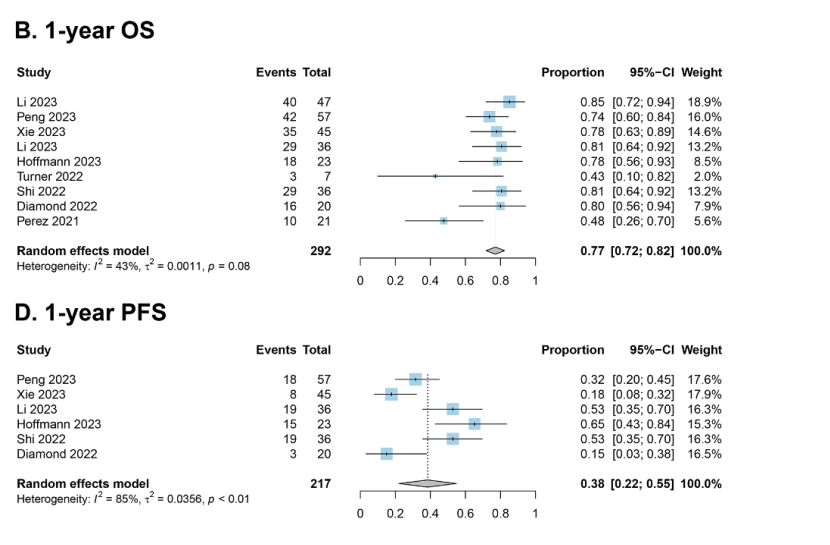 B. 1-year OS
Study Events Total Proportion 95%−CI Weight
Li 2023 40 47 0.85 [0.72; 0.94] 18.9%
Peng 2023 42 57 0.74 [0.60; 0.84] 16.0%
Xie 2023 35 45 0.78 [0.63; 0.89] 14.6%
Li 2023 29 36 0.81 [0.64; 0.92] 13.2%
Hoffmann 2023 18 23 0.78 [0.56; 0.93] 8.5%
Turner 2022 3 7 0.43 [0.10; 0.82] 2.0%
Shi 2022 29 36 0.81 [0.64; 0.92] 13.2%
Diamond 2022 16 20 0.80 [0.56; 0.94] 7.9%
Perez 2021 10 21 0.48 [0.26; 0.70] 5.6%
Random effects model 292 0.77 [0.72; 0.82] 100.0%
Heterogeneity: I² = 43%, τ² = 0.0011, p = 0.08
0 0.2 0.4 0.6 0.8 1
D. 1-year PFS
Study Events Total Proportion 95%−CI Weight
Peng 2023 18 57 0.32 [0.20; 0.45] 17.6%
Xie 2023 8 45 0.18 [0.08; 0.32] 17.9%
Li 2023 19 36 0.53 [0.35; 0.70] 16.3%
Hoffmann 2023 15 23 0.65 [0.43; 0.84] 15.3%
Shi 2022 19 36 0.53 [0.35; 0.70] 16.3%
Diamond 2022 3 20 0.15 [0.03; 0.38] 16.5%
Random effects model 217 0.38 [0.22; 0.55] 100.0%
Heterogeneity: I² = 85%, τ² = 0.0356, p < 0.01
0 0.2 0.4 0.6 0.8 1